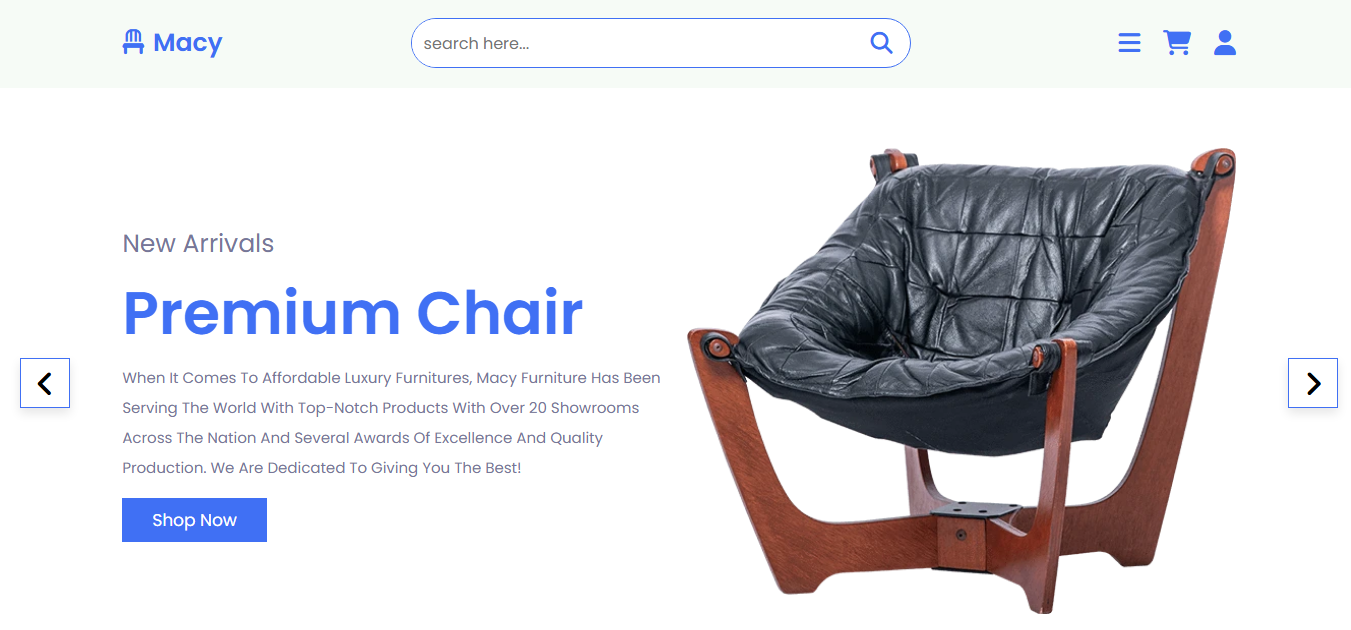 Macy
search here...
New Arrivals
Premium Chair
When It Comes To Affordable Luxury Furnitures, Macy Furniture Has Been
Serving The World With Top-Notch Products With Over 20 Showrooms
Across The Nation And Several Awards Of Excellence And Quality
Production. We Are Dedicated To Giving You The Best!
Shop Now